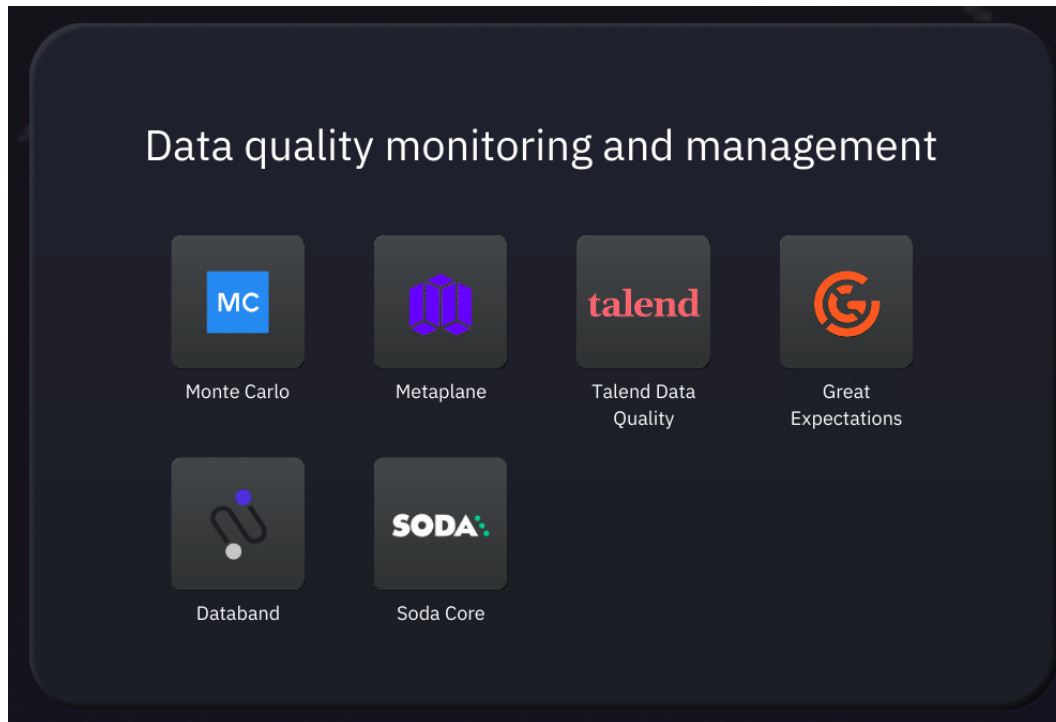 Data quality monitoring and management
MC
talend
Monte Carlo
Metaplane
Talend Data
Quality
Great
Expectations
SODA
Databand
Soda Core